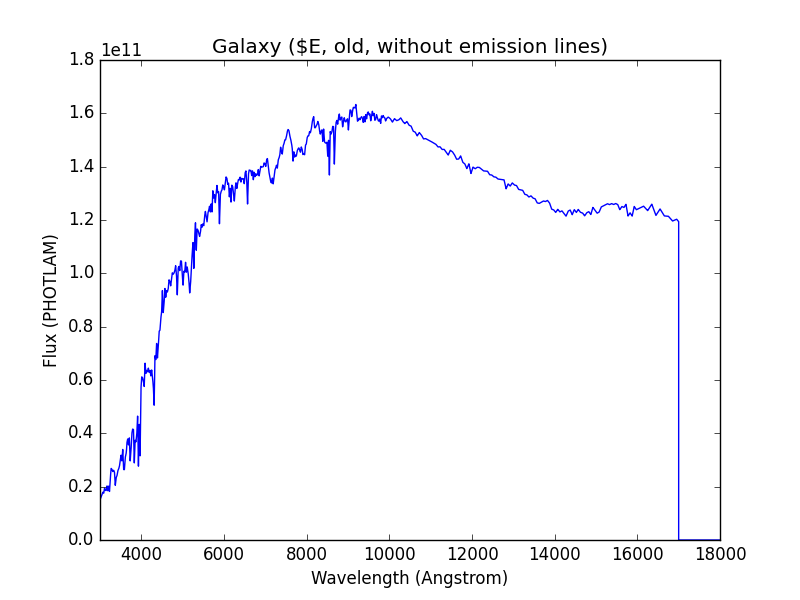 Galaxy ($E, old, without emission lines)
1e11
1.8
1.6
1.4
1.2
1.0
0.8
0.6
0.4
0.2
0.0
Flux (PHOTLAM)
4000 6000 8000 10000 12000 14000 16000 18000
Wavelength (Angstrom)